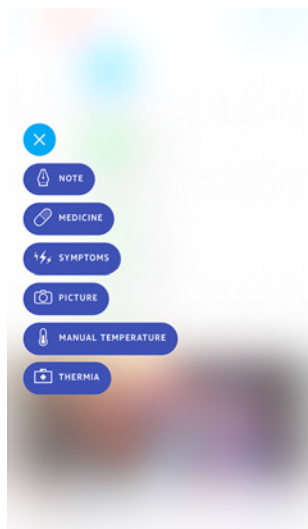 NOTE
MEDICINE
SYMPTOMS
PICTURE
MANUAL TEMPERATURE
THERMIA